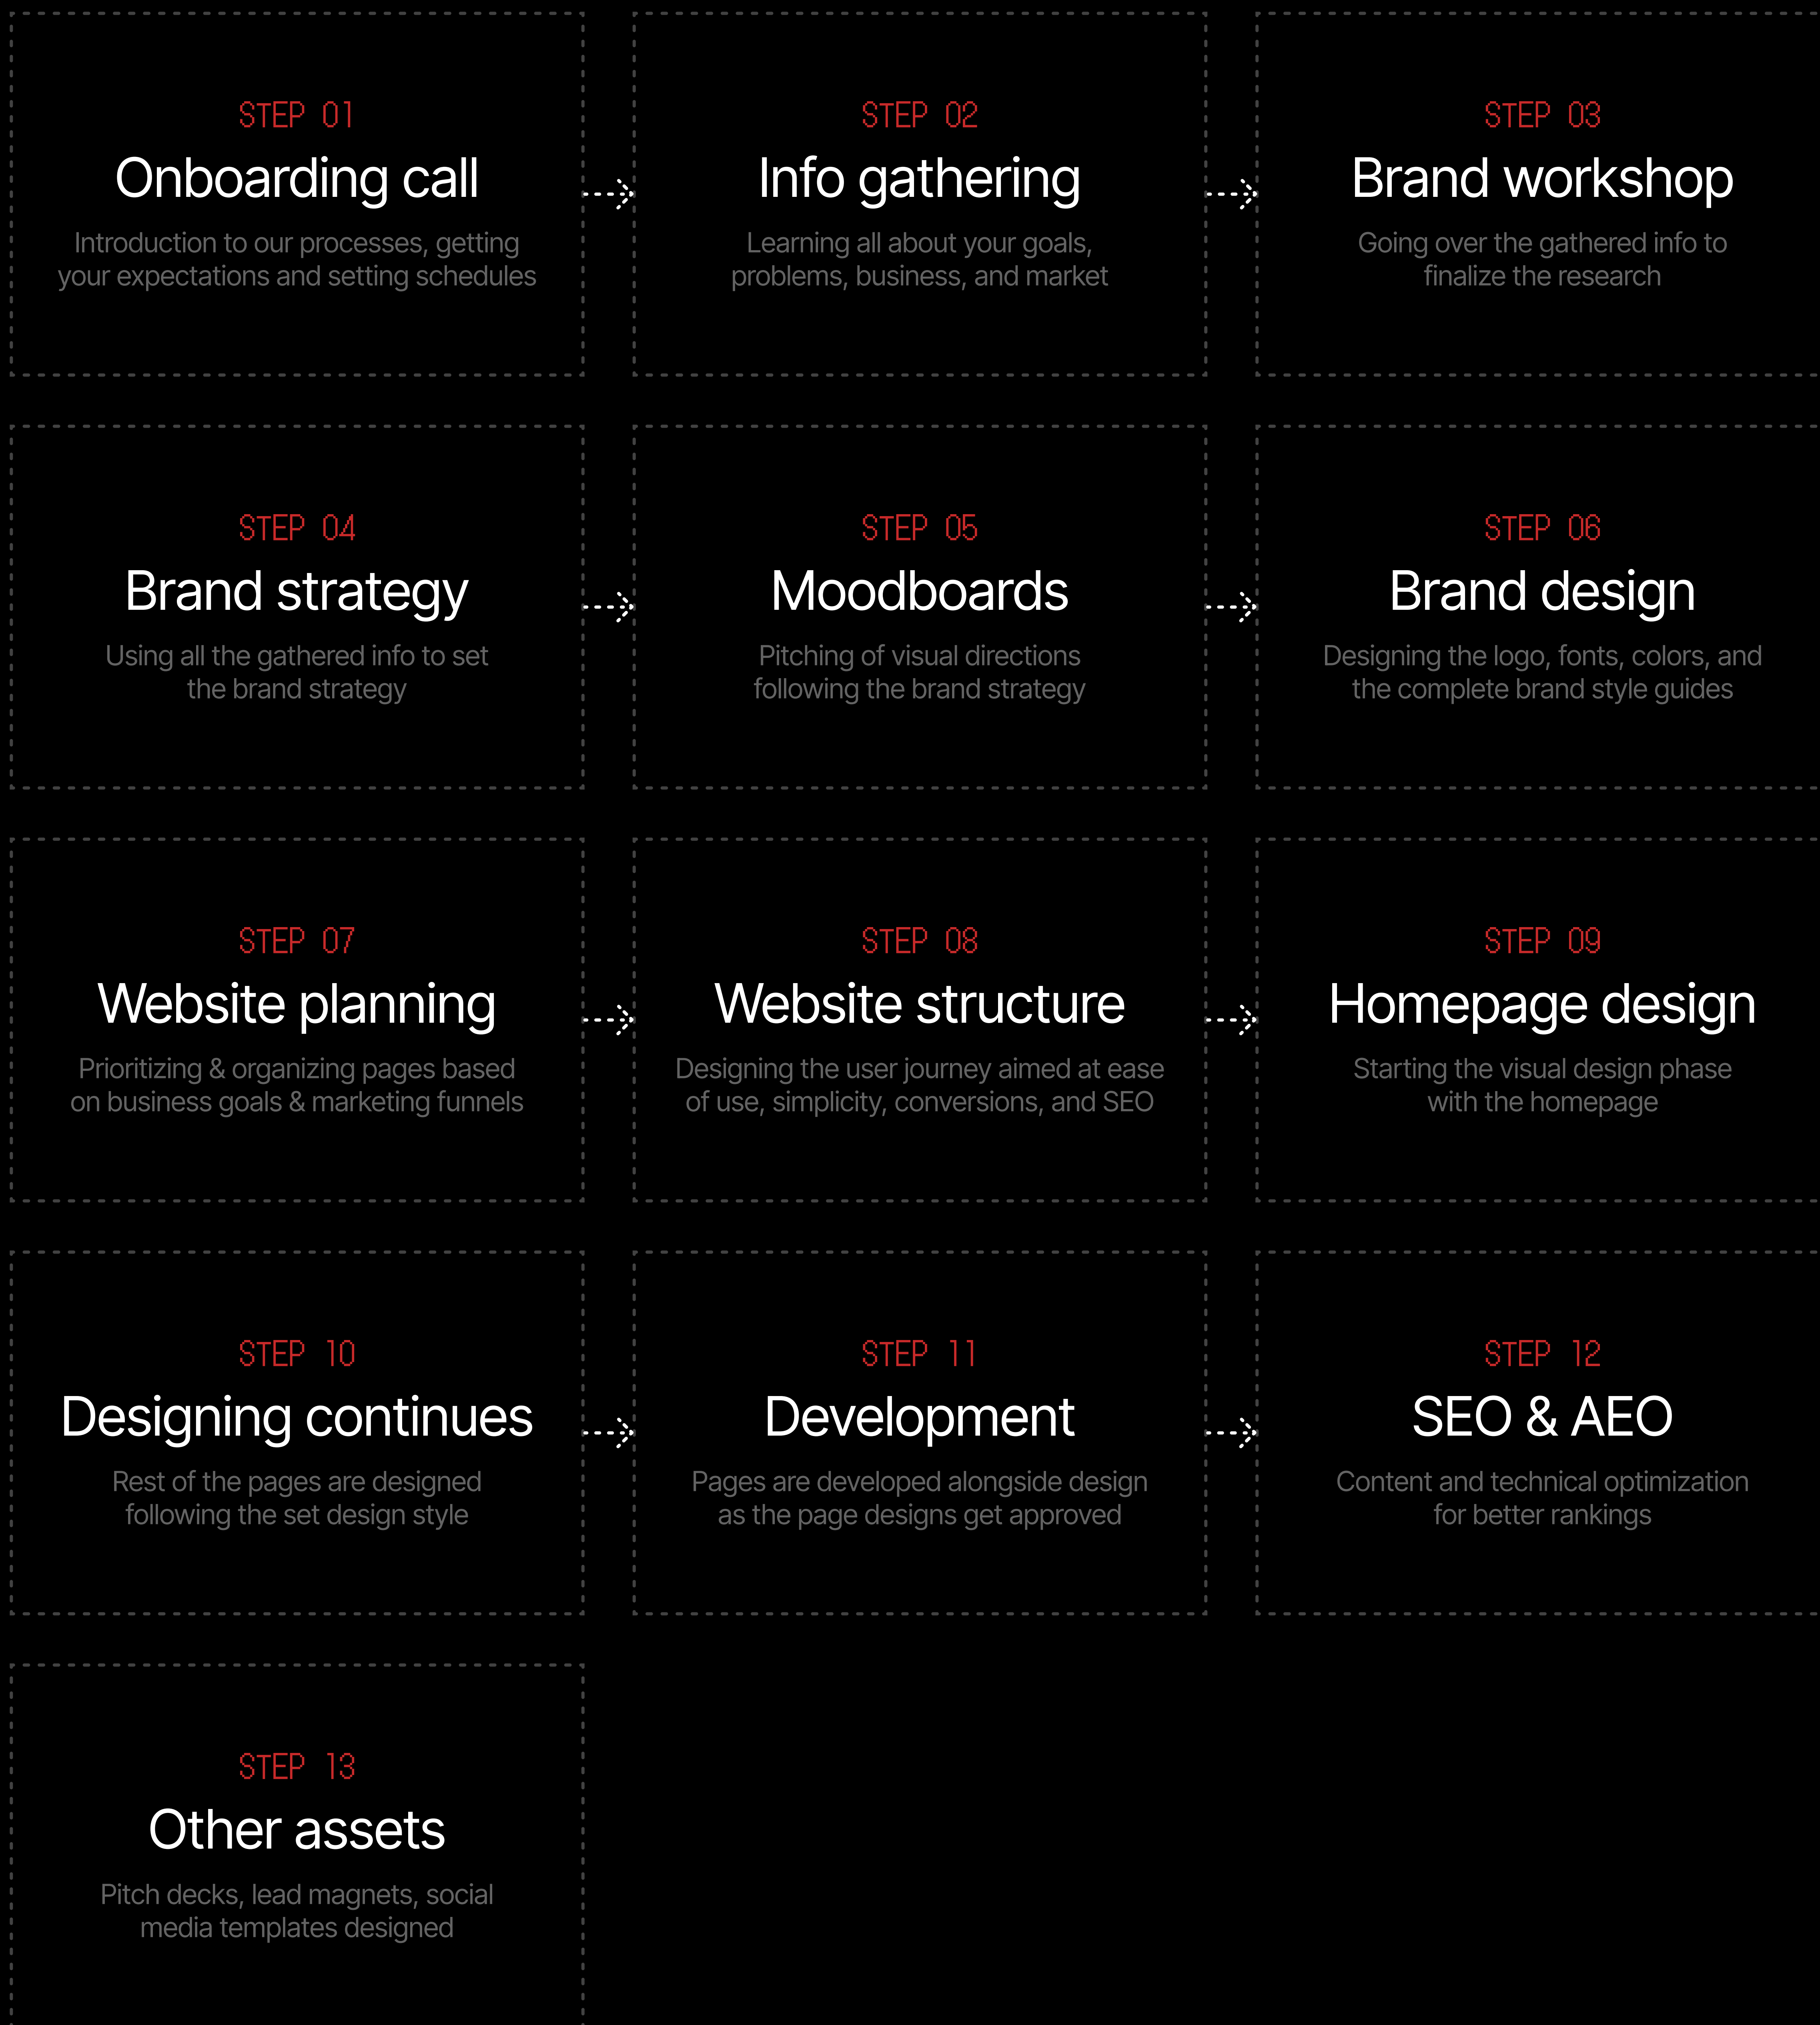 STEP 01
Onboarding call
Introduction to our processes, getting
your expectations and setting schedules
STEP 02
Info gathering
Learning all about your goals,
problems, business, and market
STEP 03
Brand workshop
Going over the gathered info to
finalize the research
STEP 04
Brand strategy
Using all the gathered info to set
the brand strategy
STEP 05
Moodboards
Pitching of visual directions
following the brand strategy
STEP 06
Brand design
Designing the logo, fonts, colors, and
the complete brand style guides
STEP 07
Website planning
Prioritizing & organizing pages based
on business goals & marketing funnels
STEP 08
Website structure
Designing the user journey aimed at ease
of use, simplicity, conversions, and SEO
STEP 09
Homepage design
Starting the visual design phase
with the homepage
STEP 10
Designing continues
Rest of the pages are designed
following the set design style
STEP 11
Development
Pages are developed alongside design
as the page designs get approved
STEP 12
SEO & AEO
Content and technical optimization
for better rankings
STEP 13
Other assets
Pitch decks, lead magnets, social
media templates designed